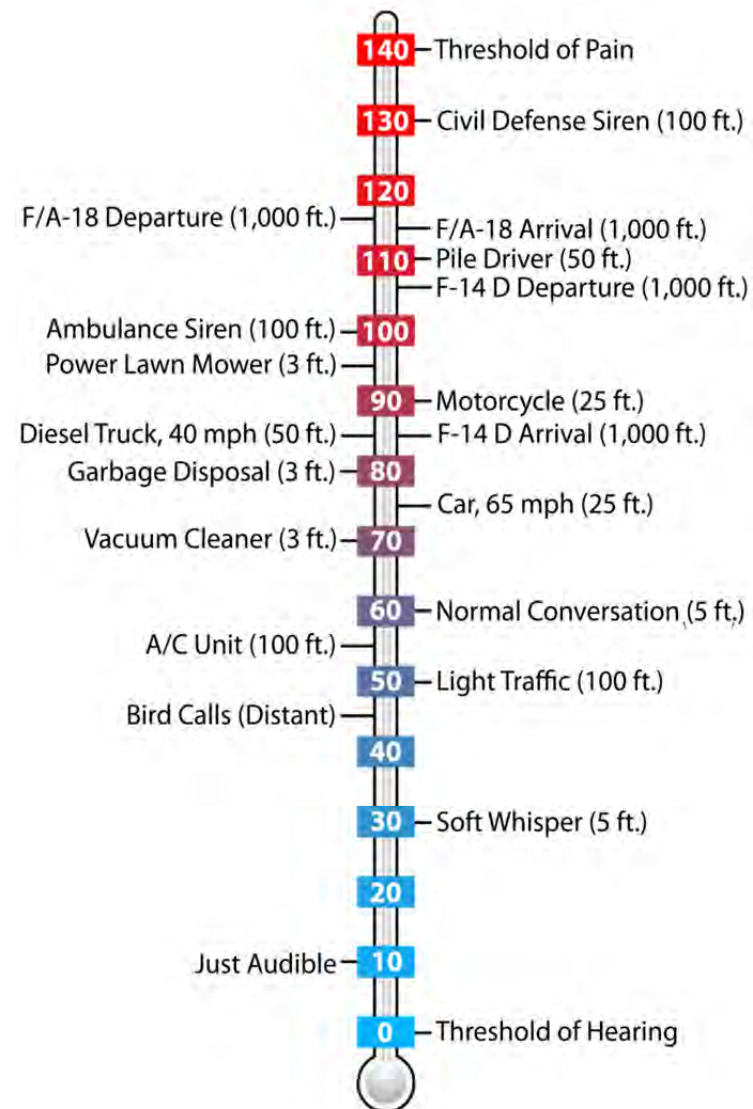 140 Threshold of Pain
130 Civil Defense Siren (100 ft.)
120
F/A-18 Departure (1,000 ft.)
F/A-18 Arrival (1,000 ft.)
110 Pile Driver (50 ft.)
F-14 D Departure (1,000 ft.)
Ambulance Siren (100 ft.) 100
Power Lawn Mower (3 ft.)
90 Motorcycle (25 ft.)
Diesel Truck, 40 mph (50 ft.) F-14 D Arrival (1,000 ft.)
Garbage Disposal (3 ft.) 80
Car, 65 mph (25 ft.)
Vacuum Cleaner (3 ft.) 70
60 Normal Conversation (5 ft.)
A/C Unit (100 ft.)
50 Light Traffic (100 ft.)
Bird Calls (Distant)
40
30 Soft Whisper (5 ft.)
20
Just Audible 10
0 Threshold of Hearing